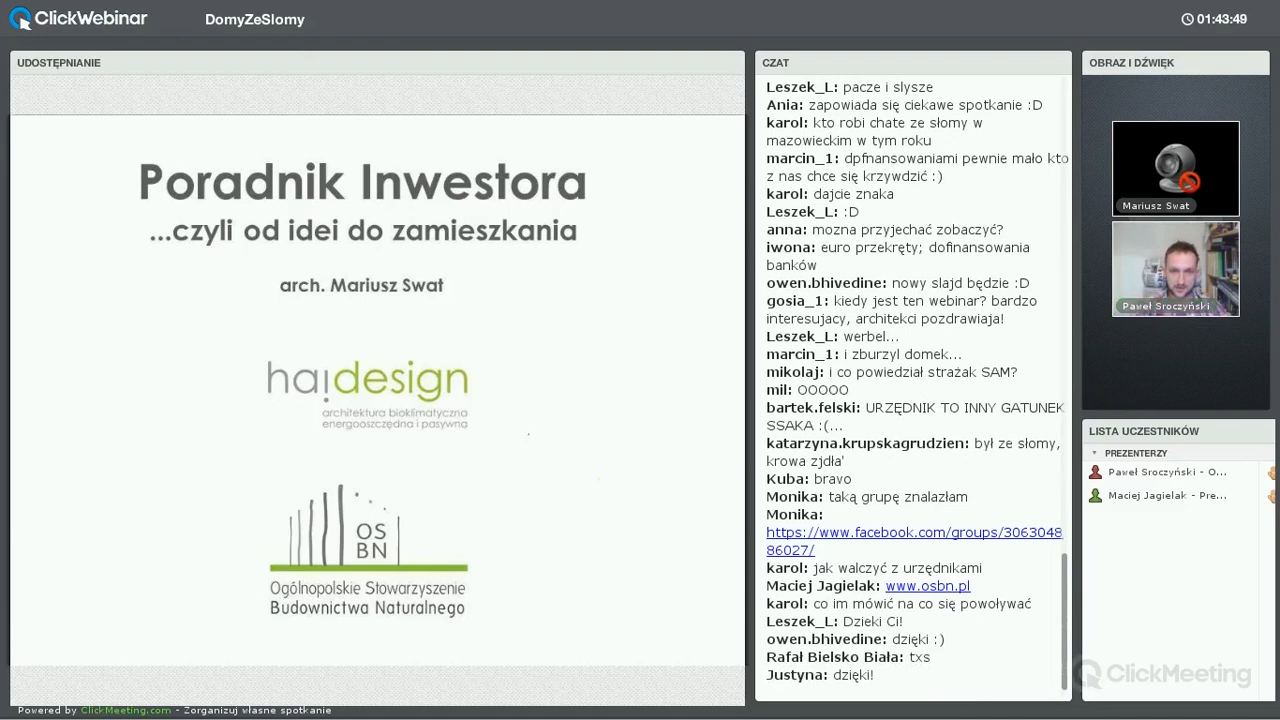 ClickWebinar
DomyZeSlomy
01:43:49
UDOSTĘPNIANIE
Poradnik Inwestora
...czyli od idei do zamieszkania
arch. Mariusz Swat
hajdesign
architektura bioklimatyczna
energooszczędna i pasywna
OS
BN
Ogólnopolskie Stowarzyszenie
Budownictwa Naturalnego
Powered by ClickMeeting.com - Zorganizuj własne spotkanie
CZAT
Leszek_L: pacze i slysze
Ania: zapowiada się ciekawe spotkanie :D
karol: kto robi chate ze słomy w
mazowieckim w tym roku
marcin_1: dpfnansowaniami pewnie mało kto
z nas chce się krzywdzić :)
karol: dajcie znaka
Leszek_L: :D
anna: mozna przyjechać zobaczyć?
iwona: euro przekręty; dofinansowania
banków
owen.bhivedine: nowy slajd będzie :D
gosia_1: kiedy jest ten webinar? bardzo
interesujacy, architekci pozdrawiaja!
Leszek_L: werbel...
marcin_1: i zburzyl domek...
mikolaj: i co powiedział strażak SAM?
mil: OOOOO
bartek.felski: URZĘDNIK TO INNY GATUNEK
SSAKA :(...
katarzyna.krupskagrudzien: był ze słomy,
krowa zjdła'
Kuba: bravo
Monika: taką grupę znalazłam
Monika:
https://www.facebook.com/groups/3063048
86027/
karol: jak walczyć z urzędnikami
Maciej Jagielak: www.osbn.pl
karol: co im mówić na co się powoływać
Leszek_L: Dzieki Ci!
owen.bhivedine: dzięki :)
Rafał Bielsko Biała: txs
Justyna: dzięki!
OBRAZ I DŹWIĘK
Mariusz Swat
Paweł Sroczyński
LISTA UCZESTNIKÓW
PREZENTERZY
Paweł Sroczyński - O...
Maciej Jagielak - Pre...
ClickMeeting